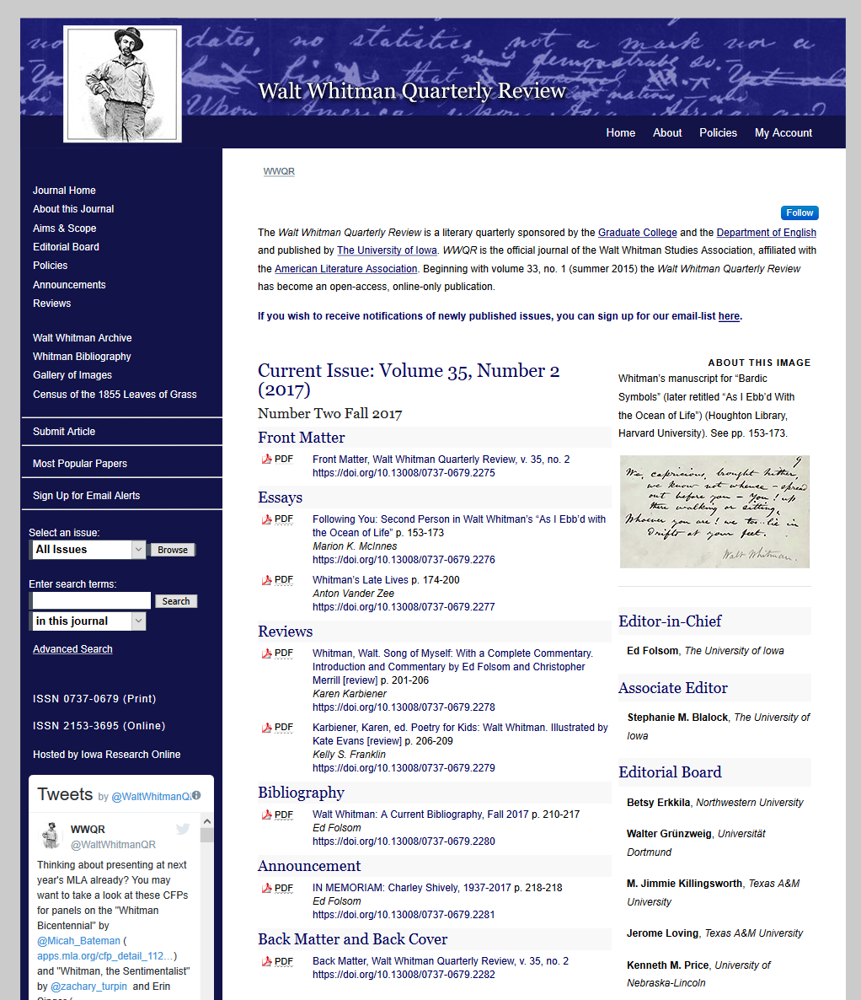 dates, no statistics, not a mark nor a
Walt Whitman Quarterly Review
Home About Policies My Account
Journal Home
About this Journal
Aims & Scope
Editorial Board
Policies
Announcements
Reviews
Walt Whitman Archive
Whitman Bibliography
Gallery of Images
Census of the 1855 Leaves of Grass
Submit Article
Most Popular Papers
Sign Up for Email Alerts
Select an issue:
All Issues Browse
Enter search terms:
Search
in this journal
Advanced Search
ISSN 0737-0679 (Print)
ISSN 2153-3695 (Online)
Hosted by Iowa Research Online
Tweets by @WaltWhitmanQ
WWQR
@WaltWhitmanQR
Thinking about presenting at next
year's MLA already? You may
want to take a look at these CFPs
for panels on the "Whitman
Bicentennial" by
@Micah_Bateman (
apps.mla.org/cfp_detail_112…)
and "Whitman, the Sentimentalist"
by @zachary_turpin and Erin
WWQR
Follow
The Walt Whitman Quarterly Review is a literary quarterly sponsored by the Graduate College and the Department of English
and published by The University of Iowa. WWQR is the official journal of the Walt Whitman Studies Association, affiliated with
the American Literature Association. Beginning with volume 33, no. 1 (summer 2015) the Walt Whitman Quarterly Review
has become an open-access, online-only publication.
If you wish to receive notifications of newly published issues, you can sign up for our email-list here.
Current Issue: Volume 35, Number 2
(2017)
Number Two Fall 2017
Front Matter
PDF Front Matter, Walt Whitman Quarterly Review, v. 35, no. 2
https://doi.org/10.13008/0737-0679.2275
Essays
PDF Following You: Second Person in Walt Whitman's “As I Ebb’d with
the Ocean of Life” p. 153-173
Marion K. McInnes
https://doi.org/10.13008/0737-0679.2276
PDF Whitman’s Late Lives p. 174-200
Anton Vander Zee
https://doi.org/10.13008/0737-0679.2277
Reviews
PDF Whitman, Walt. Song of Myself: With a Complete Commentary.
Introduction and Commentary by Ed Folsom and Christopher
Merrill [review] p. 201-206
Karen Karbiener
https://doi.org/10.13008/0737-0679.2278
PDF Karbiener, Karen, ed. Poetry for Kids: Walt Whitman. Illustrated by
Kate Evans [review] p. 206-209
Kelly S. Franklin
https://doi.org/10.13008/0737-0679.2279
Bibliography
PDF Walt Whitman: A Current Bibliography, Fall 2017 p. 210-217
Ed Folsom
https://doi.org/10.13008/0737-0679.2280
Announcement
PDF IN MEMORIAM: Charley Shively, 1937-2017 p. 218-218
Ed Folsom
https://doi.org/10.13008/0737-0679.2281
Back Matter and Back Cover
PDF Back Matter, Walt Whitman Quarterly Review, v. 35, no. 2
https://doi.org/10.13008/0737-0679.2282
ABOUT THIS IMAGE
Whitman’s manuscript for “Bardic
Symbols” (later retitled “As I Ebb’d With
the Ocean of Life”) (Houghton Library,
Harvard University). See pp. 153-173.
9
We, capricious, brought hither,
we know not whence – spread
out before you – You! up
there walking or sitting,
Whoever you are! we too lie in
drifts at your feet.
Walt Whitman.
Editor-in-Chief
Ed Folsom, The University of Iowa
Associate Editor
Stephanie M. Blalock, The University of
Iowa
Editorial Board
Betsy Erkkila, Northwestern University
Walter Grünzweig, Universität
Dortmund
M. Jimmie Killingsworth, Texas A&M
University
Jerome Loving, Texas A&M University
Kenneth M. Price, University of
Nebraska-Lincoln